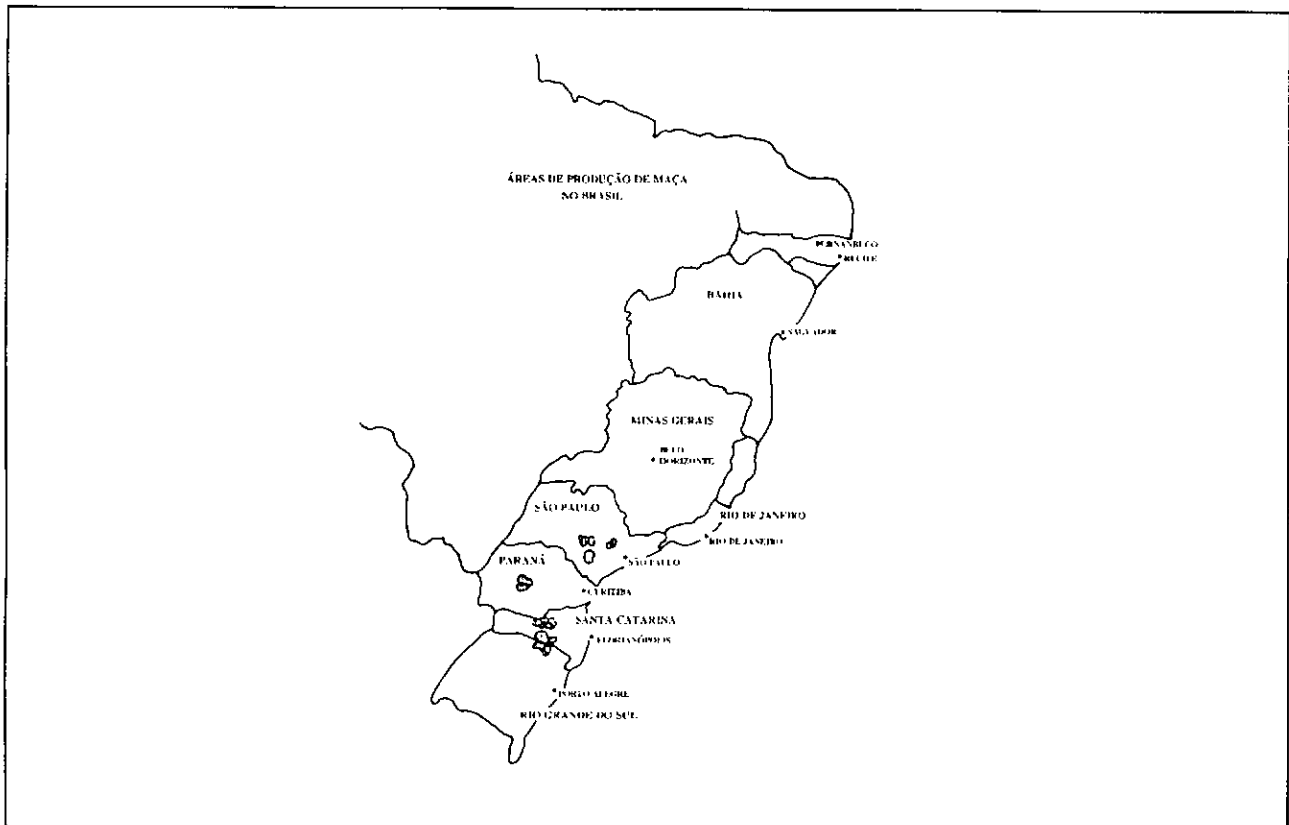 ÁREAS DE PRODUÇÃO DE MAÇA
NO BRASIL
PERNANBUCO
RECIFE
BAHIA
SALVADOR
MINAS GERAIS
BELO
HORIZONTE
SÃO PAULO
RIO DE JANEIRO
RIO DE JANEIRO
SÃO PAULO
PARANÁ
CURITIBA
SANTA CATARINA
FLORIANÓPOLIS
PORTO ALEGRE
RIO GRANDE DO SUL